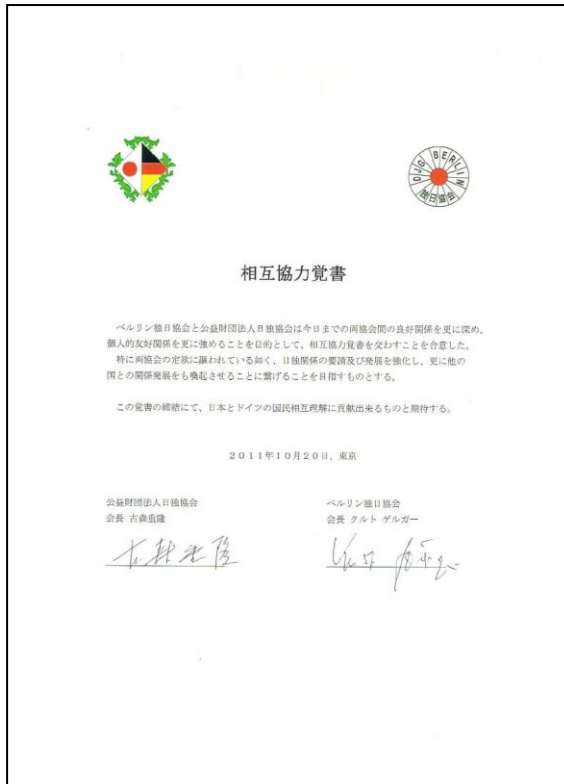 DJG BERLIN
独日協会
相互協力覚書
ベルリン独日協会と公益財団法人日独協会は今日までの両協会間の良好関係を更に深め、
個人的友好関係を更に強めることを目的として、相互協力覚書を交わすことを合意した。
特に両協会の定款に謳われている如く、日独関係の要請及び発展を強化し、更に他の
国との関係発展をも喚起させることに繋げることを目指すものとする。
この覚書の締結にて、日本とドイツの国民相互理解に貢献出来るものと期待する。
2011年10月20日、東京
公益財団法人日独協会
ベルリン独日協会
会長 古森重隆
会長 クルト ゲルガー
古森重隆